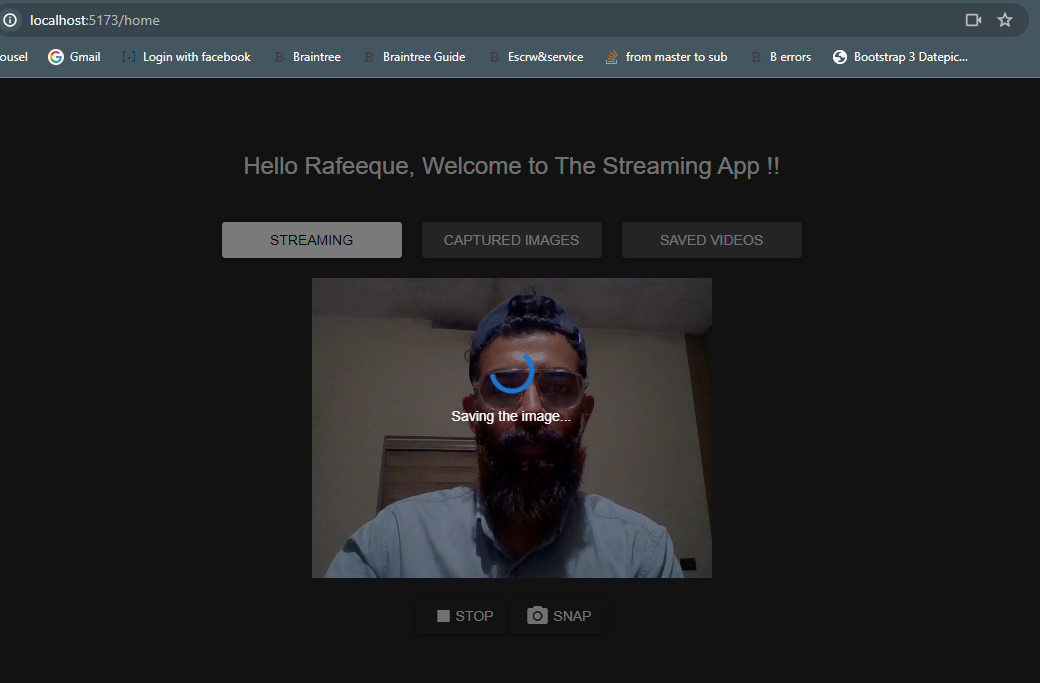 localhost:5173/home
ousel Gmail Login with facebook B Braintree B Braintree Guide B Escrw&service from master to sub B B errors Bootstrap 3 Datepic...
Hello Rafeeque, Welcome to The Streaming App !!
STREAMING CAPTURED IMAGES SAVED VIDEOS
Saving the image...
STOP SNAP